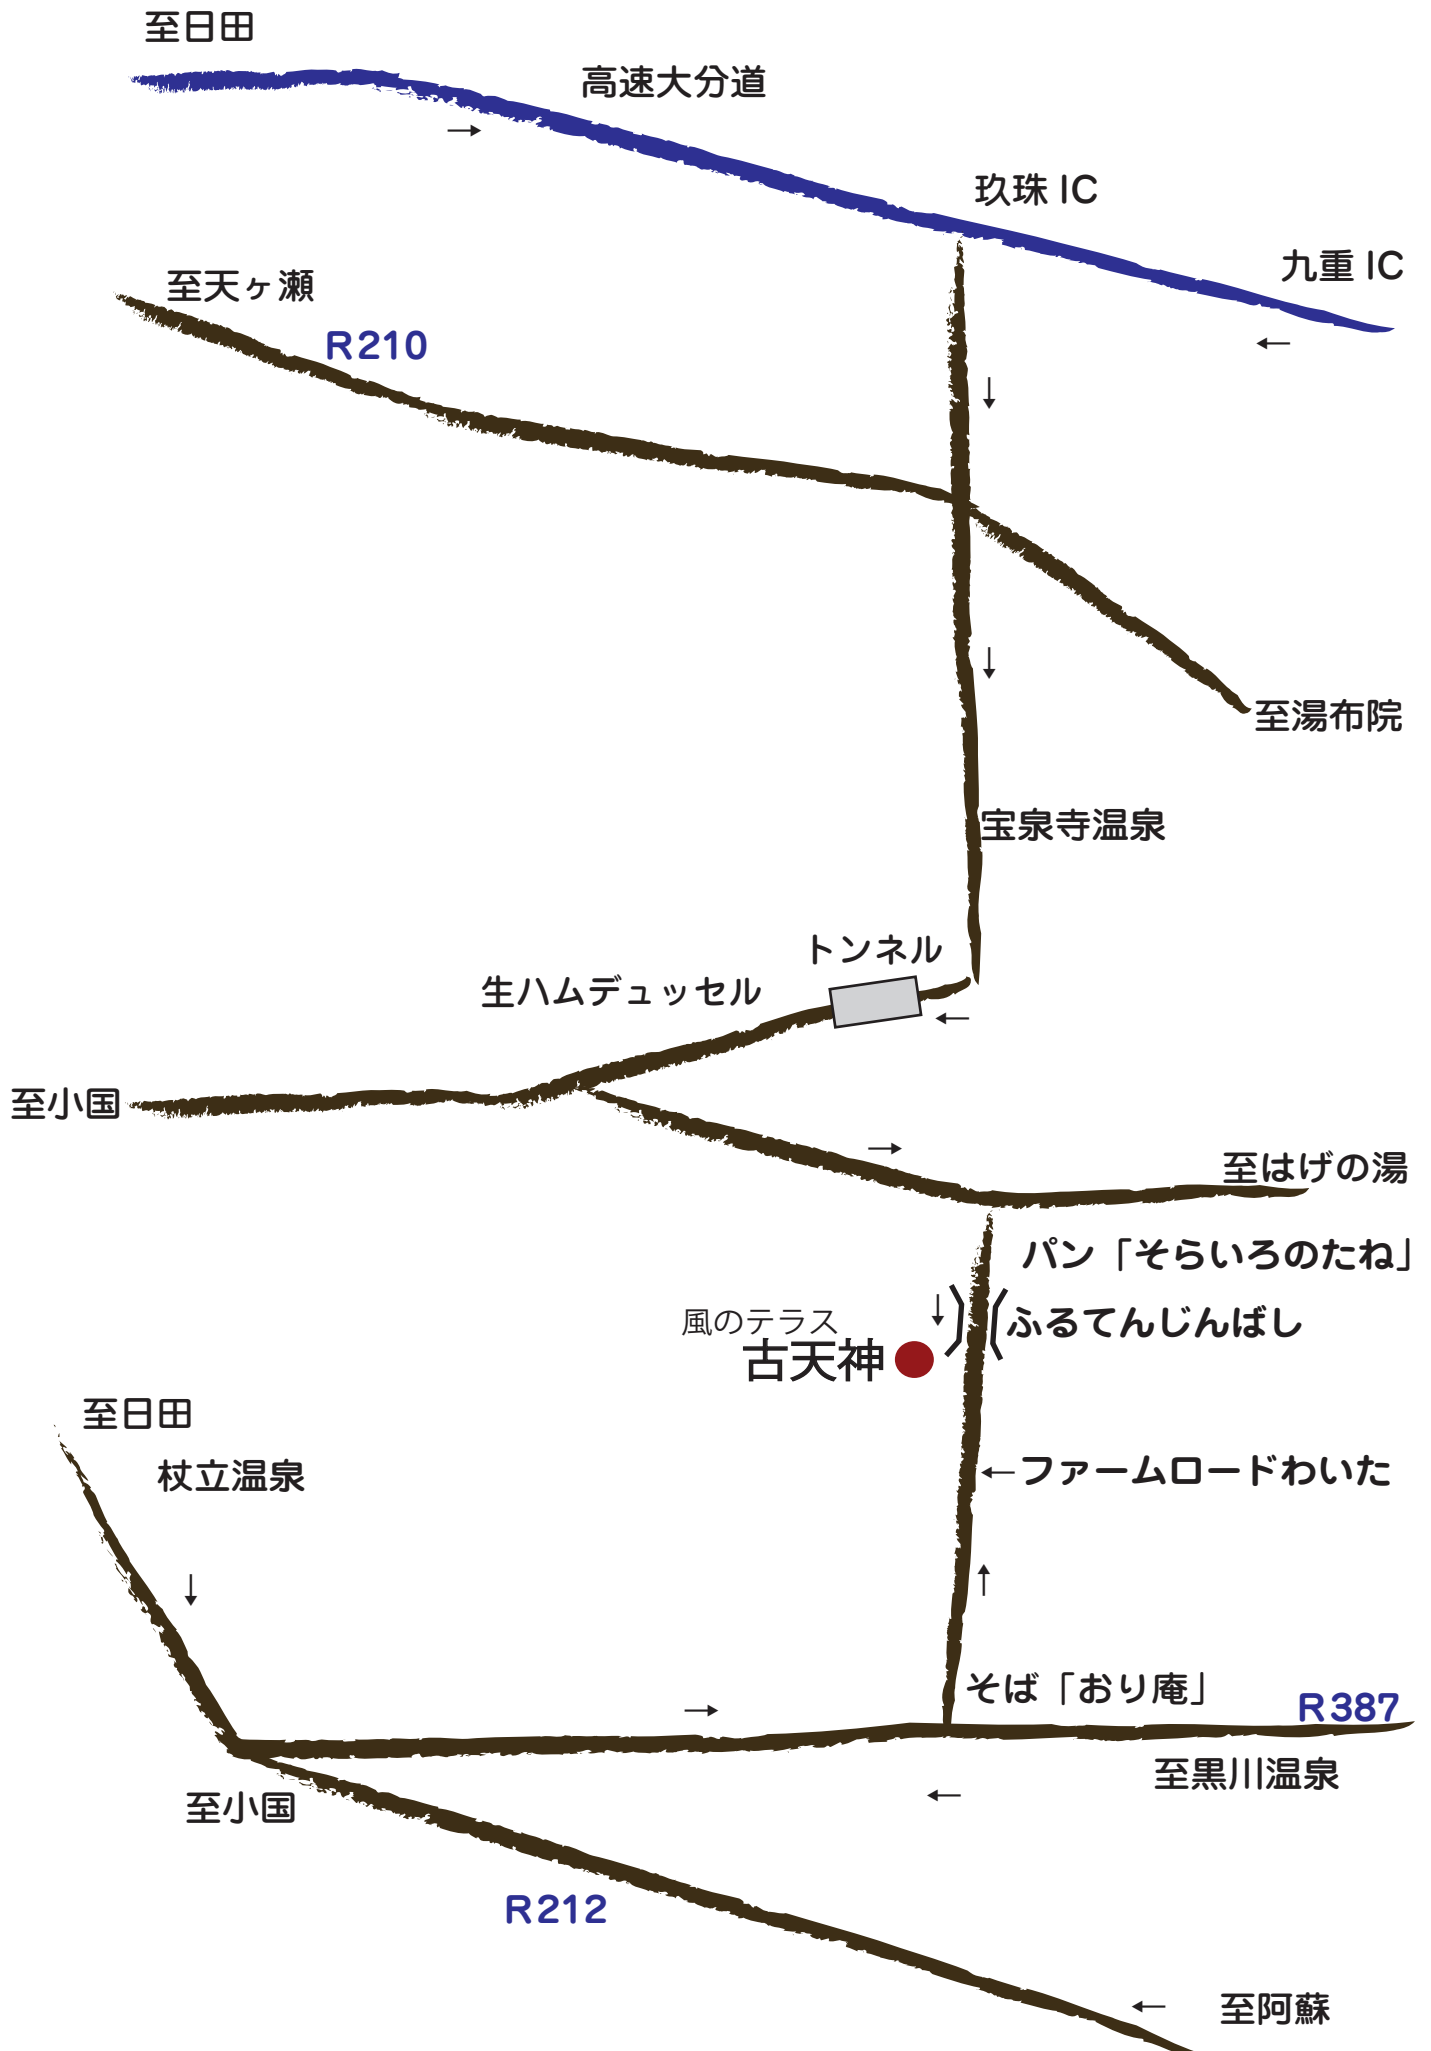 至日田
高速大分道
玖珠 IC
九重 IC
至天ヶ瀬
R210
至湯布院
宝泉寺温泉
トンネル
生ハムデュッセル
至小国
至はげの湯
パン「そらいろのたね」
ふるてんじんばし
風のテラス
古天神
至日田
杖立温泉
ファームロードわいた
そば「おり庵」
R387
至黒川温泉
至小国
R212
至阿蘇